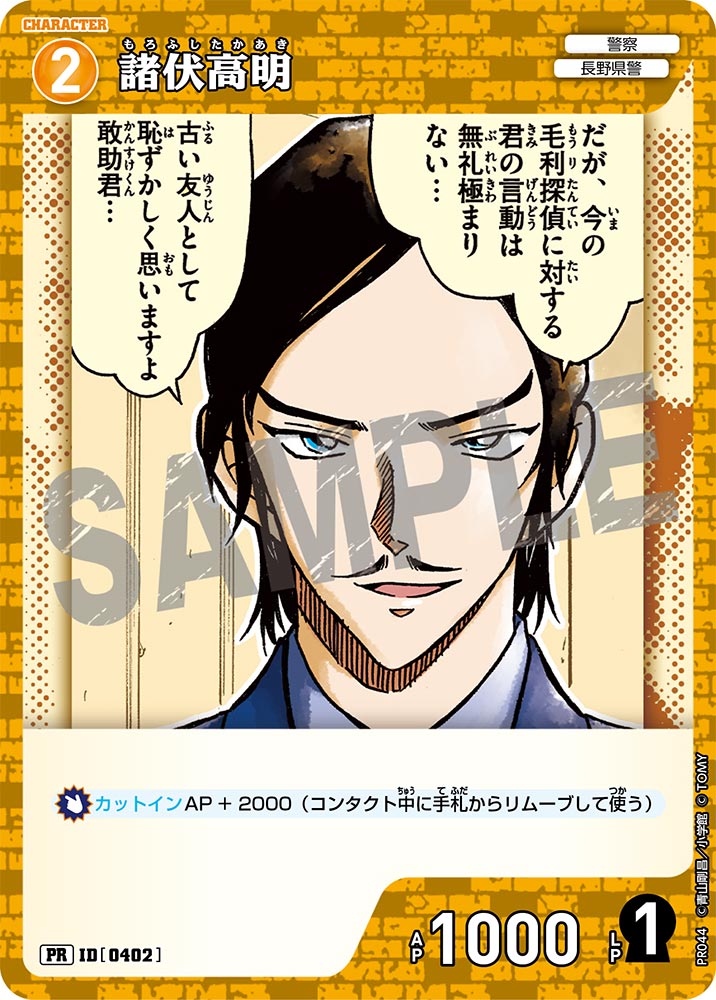 CHARACTER
2
もろふしたかあき
諸伏高明
警察
長野県警
だが、今の
毛利探偵に対する
君の言動は
無礼極まり
ない…
古い友人として
恥ずかしく思いますよ
敢助君…
SAMPLE
カットインAP + 2000（コンタクト中に手札からリムーブして使う）
PR ID[0402]
AP 1000
LP 1
PR044 ©青山剛昌／小学館 ©TOMY